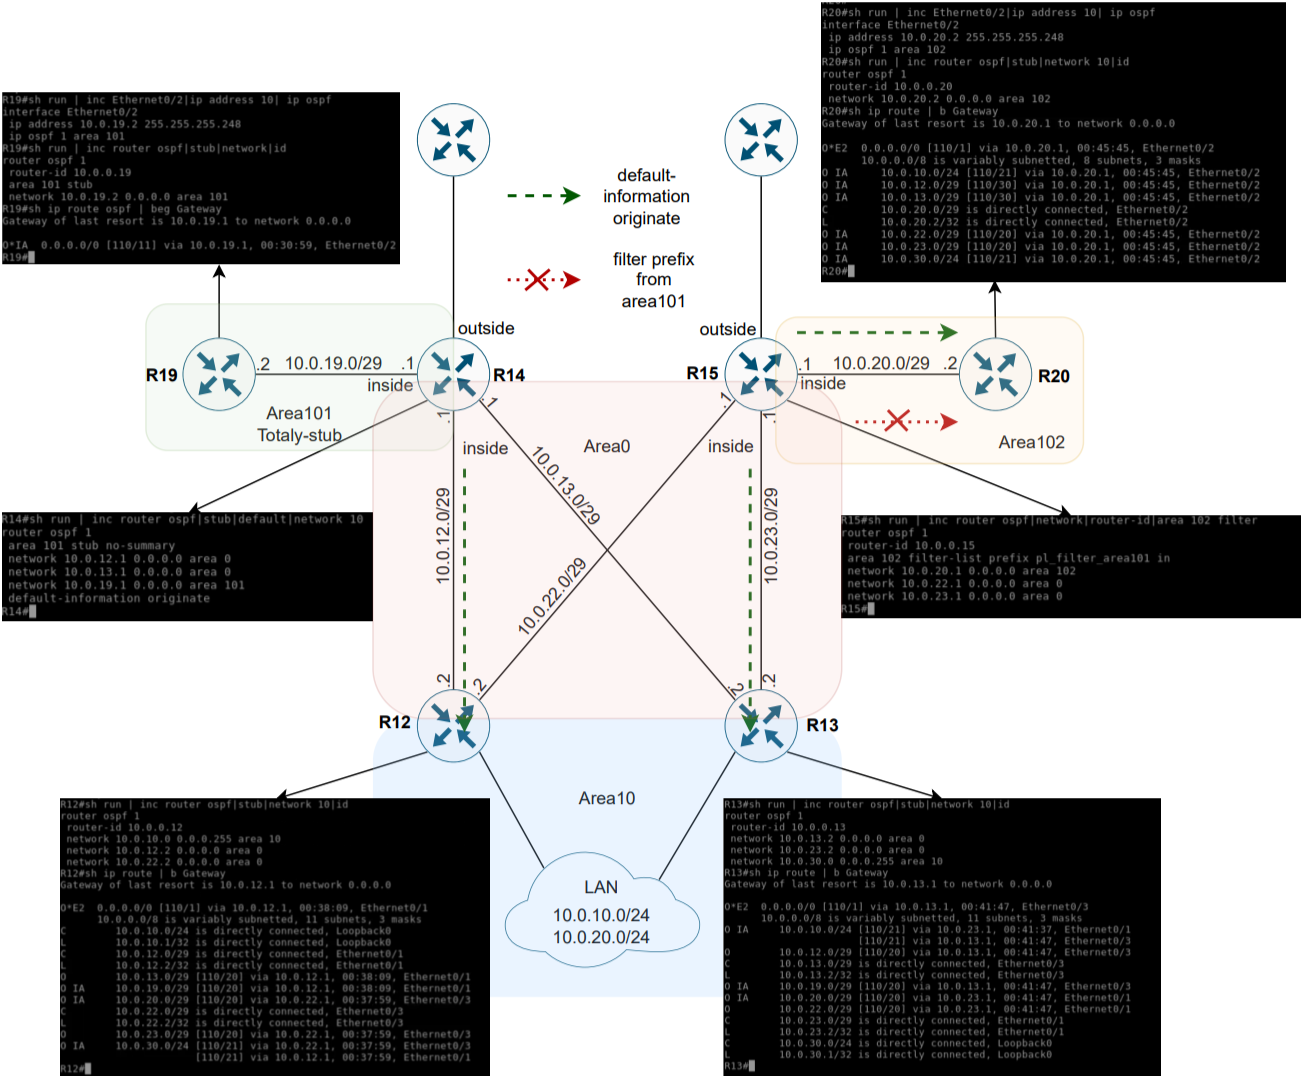 R20#sh run | inc Ethernet0/2|ip address 10| ip ospf
interface Ethernet0/2
ip address 10.0.20.2 255.255.255.248
ip ospf 1 area 102
R20#sh run | inc router ospf|stub|network 10|id
router ospf 1
router-id 10.0.0.20
network 10.0.20.2 0.0.0.0 area 102
R20#sh ip route | b Gateway
Gateway of last resort is 10.0.20.1 to network 0.0.0.0
O*E2 0.0.0.0/0 [110/1] via 10.0.20.1, 00:45:45, Ethernet0/2
10.0.0.0/8 is variably subnetted, 8 subnets, 3 masks
O IA 10.0.10.0/24 [110/21] via 10.0.20.1, 00:45:45, Ethernet0/2
O IA 10.0.12.0/29 [110/30] via 10.0.20.1, 00:45:45, Ethernet0/2
O IA 10.0.13.0/29 [110/30] via 10.0.20.1, 00:45:45, Ethernet0/2
C 10.0.20.0/29 is directly connected, Ethernet0/2
L 10.0.20.2/32 is directly connected, Ethernet0/2
O IA 10.0.22.0/29 [110/20] via 10.0.20.1, 00:45:45, Ethernet0/2
O IA 10.0.23.0/29 [110/20] via 10.0.20.1, 00:45:45, Ethernet0/2
O IA 10.0.30.0/24 [110/21] via 10.0.20.1, 00:45:45, Ethernet0/2
R20#
R19#sh run | inc Ethernet0/2|ip address 10| ip ospf
interface Ethernet0/2
ip address 10.0.19.2 255.255.255.248
ip ospf 1 area 101
R19#sh run | inc router ospf|stub|network|id
router ospf 1
router-id 10.0.0.19
area 101 stub
network 10.0.19.2 0.0.0.0 area 101
R19#sh ip route ospf | beg Gateway
Gateway of last resort is 10.0.19.1 to network 0.0.0.0
O*IA 0.0.0.0/0 [110/11] via 10.0.19.1, 00:30:59, Ethernet0/2
R19#
default-
information
originate
filter prefix
from
area101
outside
outside
R19
.2
10.0.19.0/29
.1
inside
R14
Area101
Totaly-stub
R15
.1
10.0.20.0/29
.2
inside
R20
Area102
.1
.1
.1
.1
inside
Area0
inside
10.0.12.0/29
10.0.13.0/29
10.0.22.0/29
10.0.23.0/29
R14#sh run | inc router ospf|stub|default|network 10
router ospf 1
area 101 stub no-summary
network 10.0.12.1 0.0.0.0 area 0
network 10.0.13.1 0.0.0.0 area 0
network 10.0.19.1 0.0.0.0 area 101
default-information originate
R14#
R15#sh run | inc router ospf|network|router-id|area 102 filter
router ospf 1
router-id 10.0.0.15
area 102 filter-list prefix pl_filter_area101 in
network 10.0.20.1 0.0.0.0 area 102
network 10.0.22.1 0.0.0.0 area 0
network 10.0.23.1 0.0.0.0 area 0
R15#
.2
.2
.2
.2
R12
R13
Area10
LAN
10.0.10.0/24
10.0.20.0/24
R12#sh run | inc router ospf|stub|network 10|id
router ospf 1
router-id 10.0.0.12
network 10.0.10.0 0.0.0.255 area 10
network 10.0.12.2 0.0.0.0 area 0
network 10.0.22.2 0.0.0.0 area 0
R12#sh ip route | b Gateway
Gateway of last resort is 10.0.12.1 to network 0.0.0.0
O*E2 0.0.0.0/0 [110/1] via 10.0.12.1, 00:38:09, Ethernet0/1
10.0.0.0/8 is variably subnetted, 11 subnets, 3 masks
C 10.0.10.0/24 is directly connected, Loopback0
L 10.0.10.1/32 is directly connected, Loopback0
C 10.0.12.0/29 is directly connected, Ethernet0/1
L 10.0.12.2/32 is directly connected, Ethernet0/1
O 10.0.13.0/29 [110/20] via 10.0.12.1, 00:38:09, Ethernet0/1
O IA 10.0.19.0/29 [110/20] via 10.0.12.1, 00:38:09, Ethernet0/1
O IA 10.0.20.0/29 [110/20] via 10.0.22.1, 00:37:59, Ethernet0/3
C 10.0.22.0/29 is directly connected, Ethernet0/3
L 10.0.22.2/32 is directly connected, Ethernet0/3
O 10.0.23.0/29 [110/20] via 10.0.22.1, 00:37:59, Ethernet0/3
O IA 10.0.30.0/24 [110/21] via 10.0.22.1, 00:37:59, Ethernet0/3
[110/21] via 10.0.12.1, 00:37:59, Ethernet0/1
R12#
R13#sh run | inc router ospf|stub|network 10|id
router ospf 1
router-id 10.0.0.13
network 10.0.13.2 0.0.0.0 area 0
network 10.0.23.2 0.0.0.0 area 0
network 10.0.30.0 0.0.0.255 area 10
R13#sh ip route | b Gateway
Gateway of last resort is 10.0.13.1 to network 0.0.0.0
O*E2 0.0.0.0/0 [110/1] via 10.0.13.1, 00:41:47, Ethernet0/3
10.0.0.0/8 is variably subnetted, 11 subnets, 3 masks
O IA 10.0.10.0/24 [110/21] via 10.0.23.1, 00:41:37, Ethernet0/1
[110/21] via 10.0.13.1, 00:41:47, Ethernet0/3
O 10.0.12.0/29 [110/20] via 10.0.13.1, 00:41:47, Ethernet0/3
C 10.0.13.0/29 is directly connected, Ethernet0/3
L 10.0.13.2/32 is directly connected, Ethernet0/3
O IA 10.0.19.0/29 [110/20] via 10.0.13.1, 00:41:47, Ethernet0/3
O IA 10.0.20.0/29 [110/20] via 10.0.23.1, 00:41:47, Ethernet0/1
O 10.0.22.0/29 [110/20] via 10.0.23.1, 00:41:47, Ethernet0/1
C 10.0.23.0/29 is directly connected, Ethernet0/1
L 10.0.23.2/32 is directly connected, Ethernet0/1
C 10.0.30.0/24 is directly connected, Loopback0
L 10.0.30.1/32 is directly connected, Loopback0
R13#